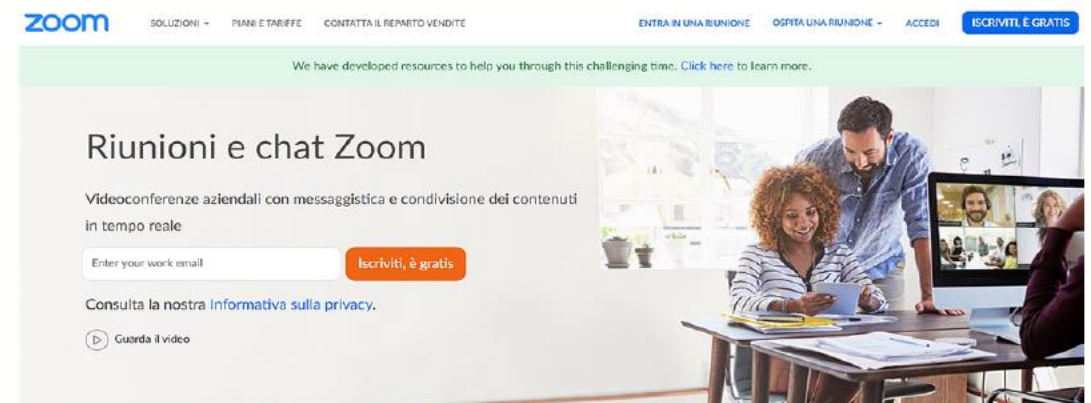 zoom
SOLUZIONI
PIANI E TARIFFE
CONTATTA IL REPARTO VENDITE
ENTRA IN UNA RIUNIONE
OSPITA UNA RIUNIONE
ACCEDI
ISCRIVITI, È GRATIS
We have developed resources to help you through this challenging time. Click here to learn more.
Riunioni e chat Zoom
Videoconferenze aziendali con messaggistica e condivisione dei contenuti
in tempo reale
Enter your work email
Iscriviti, è gratis
Consulta la nostra Informativa sulla privacy.
Guarda il video